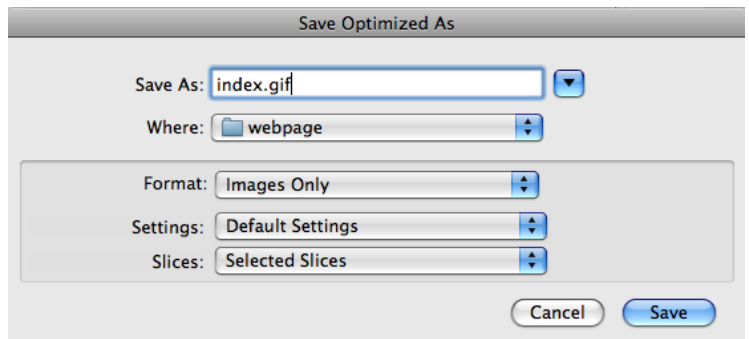 Save Optimized As
Save As: index.gif
Where: webpage
Format: Images Only
Settings: Default Settings
Slices: Selected Slices
Cancel Save